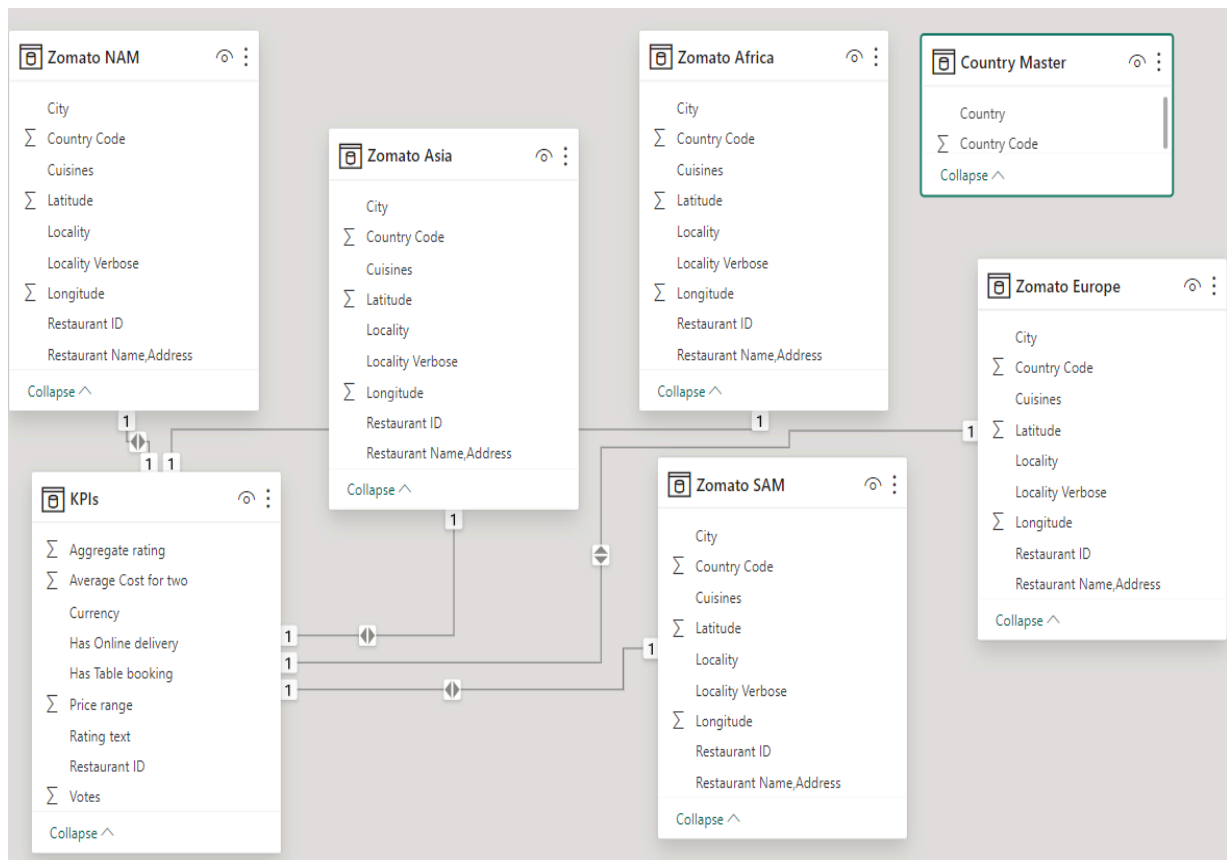 Zomato NAM
City
Country Code
Cuisines
Latitude
Locality
Locality Verbose
Longitude
Restaurant ID
Restaurant Name,Address
Collapse
Zomato Asia
City
Country Code
Cuisines
Latitude
Locality
Locality Verbose
Longitude
Restaurant ID
Restaurant Name,Address
Collapse
Zomato Africa
City
Country Code
Cuisines
Latitude
Locality
Locality Verbose
Longitude
Restaurant ID
Restaurant Name,Address
Collapse
Country Master
Country
Country Code
Collapse
Zomato Europe
City
Country Code
Cuisines
Latitude
Locality
Locality Verbose
Longitude
Restaurant ID
Restaurant Name,Address
Collapse
1
1 1
1
1
1
KPIs
Aggregate rating
Average Cost for two
Currency
Has Online delivery
Has Table booking
Price range
Rating text
Restaurant ID
Votes
Collapse
1
1
1
1
Zomato SAM
City
Country Code
Cuisines
Latitude
Locality
Locality Verbose
Longitude
Restaurant ID
Restaurant Name,Address
Collapse